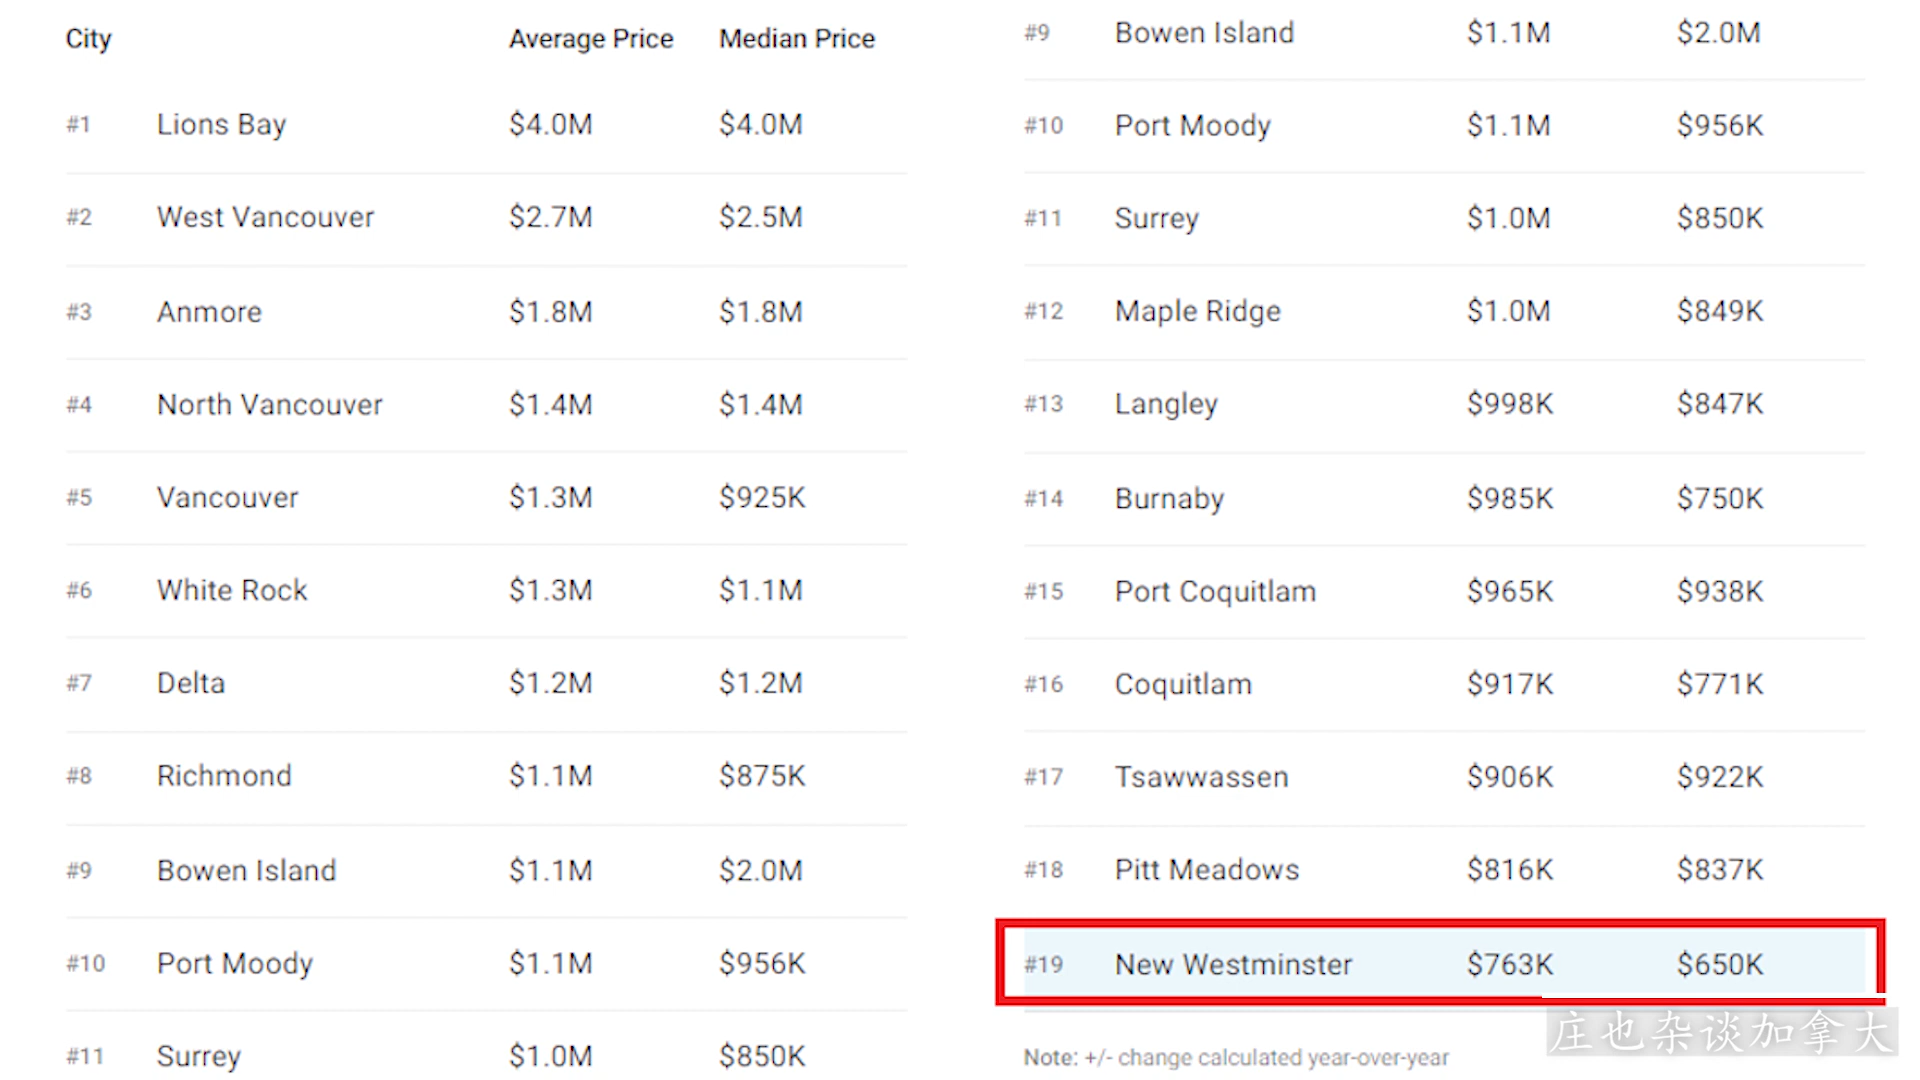 City Average Price Median Price
#1 Lions Bay $4.0M $4.0M
#2 West Vancouver $2.7M $2.5M
#3 Anmore $1.8M $1.8M
#4 North Vancouver $1.4M $1.4M
#5 Vancouver $1.3M $925K
#6 White Rock $1.3M $1.1M
#7 Delta $1.2M $1.2M
#8 Richmond $1.1M $875K
#9 Bowen Island $1.1M $2.0M
#10 Port Moody $1.1M $956K
#11 Surrey $1.0M $850K
#9 Bowen Island $1.1M $2.0M
#10 Port Moody $1.1M $956K
#11 Surrey $1.0M $850K
#12 Maple Ridge $1.0M $849K
#13 Langley $998K $847K
#14 Burnaby $985K $750K
#15 Port Coquitlam $965K $938K
#16 Coquitlam $917K $771K
#17 Tsawwassen $906K $922K
#18 Pitt Meadows $816K $837K
#19 New Westminster $763K $650K
Note: +/- change calculated year-over-year
庄也杂谈加拿大